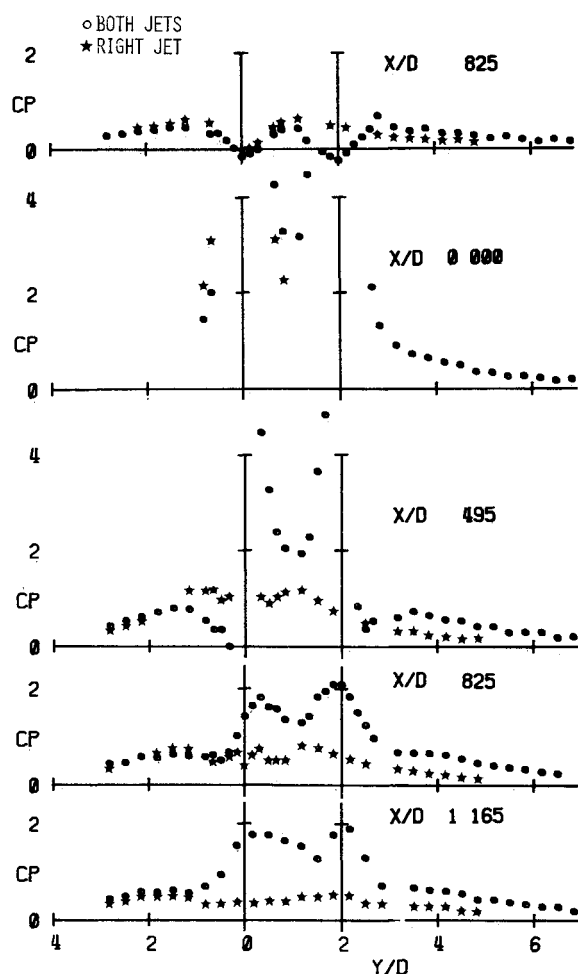 ● BOTH JETS
★ RIGHT JET
X/D 825
2
CP
0
4
X/D 0 000
2
CP
0
4
X/D 495
2
CP
0
X/D 825
2
CP
0
X/D 1 165
2
CP
0
4 2 0 2 4 6
Y/D